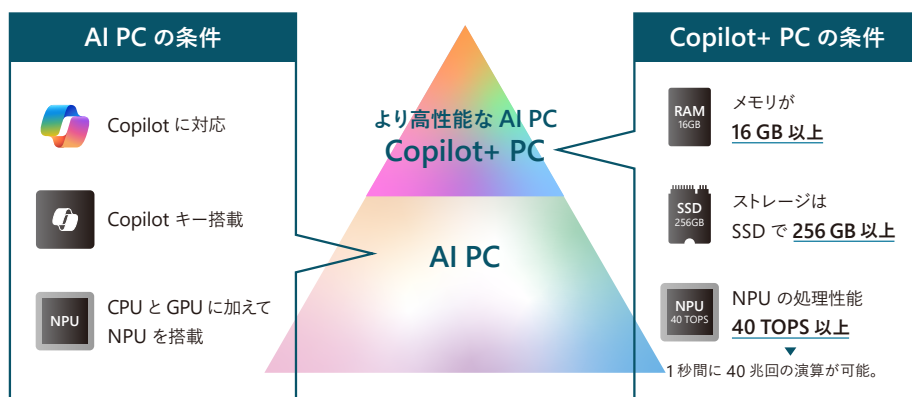 AI PC の条件
Copilot に対応
Copilot キー搭載
NPU
CPU と GPU に加えて
NPU を搭載
より高性能な AI PC
Copilot+ PC
AI PC
Copilot+ PC の条件
RAM
16GB
メモリが
16 GB 以上
SSD
256GB
ストレージは
SSD で 256 GB 以上
NPU
40 TOPS
NPU の処理性能
40 TOPS 以上
1 秒間に 40 兆回の演算が可能。